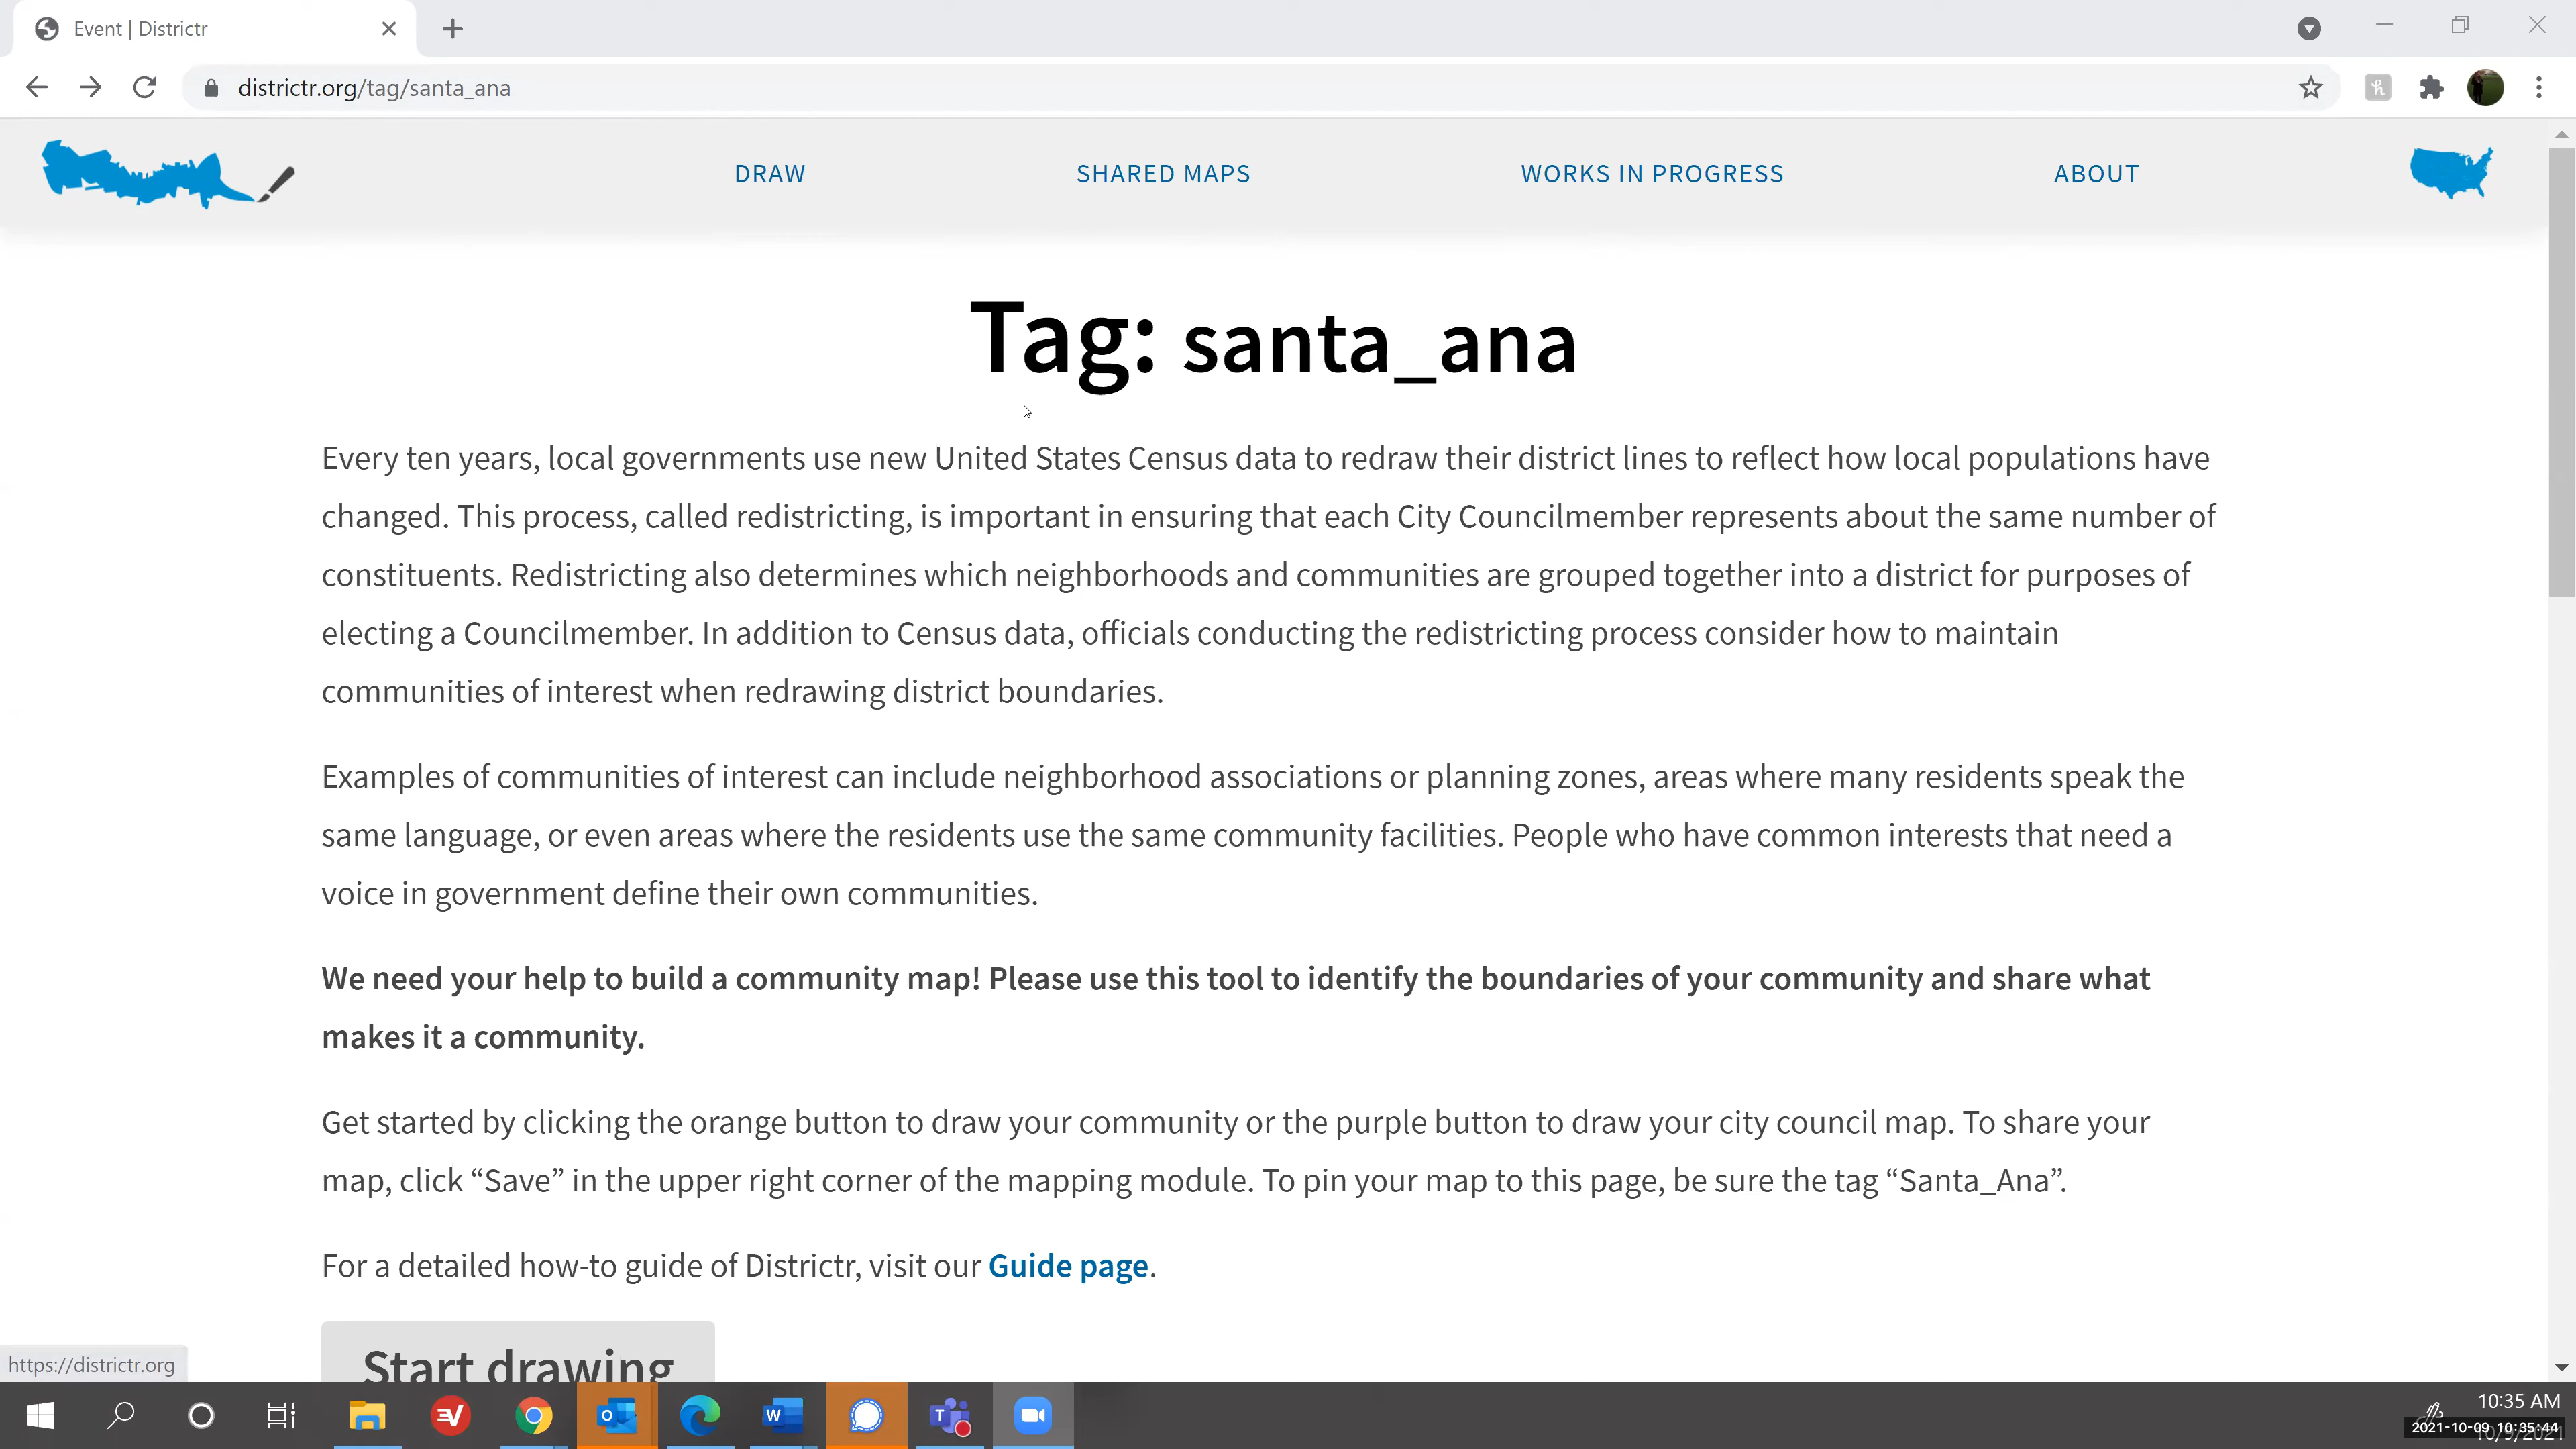 Event | Districtr
districtr.org/tag/santa_ana
DRAW
SHARED MAPS
WORKS IN PROGRESS
ABOUT
Tag: santa_ana
Every ten years, local governments use new United States Census data to redraw their district lines to reflect how local populations have
changed. This process, called redistricting, is important in ensuring that each City Councilmember represents about the same number of
constituents. Redistricting also determines which neighborhoods and communities are grouped together into a district for purposes of
electing a Councilmember. In addition to Census data, officials conducting the redistricting process consider how to maintain
communities of interest when redrawing district boundaries.
Examples of communities of interest can include neighborhood associations or planning zones, areas where many residents speak the
same language, or even areas where the residents use the same community facilities. People who have common interests that need a
voice in government define their own communities.
We need your help to build a community map! Please use this tool to identify the boundaries of your community and share what
makes it a community.
Get started by clicking the orange button to draw your community or the purple button to draw your city council map. To share your
map, click “Save” in the upper right corner of the mapping module. To pin your map to this page, be sure the tag “Santa_Ana”.
For a detailed how-to guide of Districtr, visit our Guide page.
Start drawing
https://districtr.org
10:35 AM
2021-10-09 10:35:44